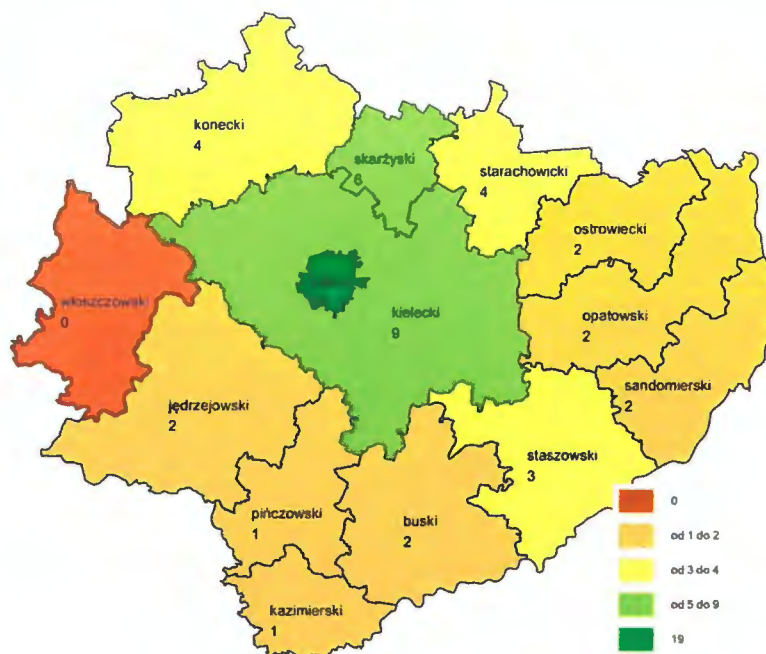 konecki
4
skarżyski
6
starachowicki
4
ostrowiecki
2
włoszczowski
0
kielecki
9
opatowski
2
sandomierski
2
jędrzejowski
2
staszowski
3
pińczowski
1
buski
2
kazimierski
1
0
od 1 do 2
od 3 do 4
od 5 do 9
19